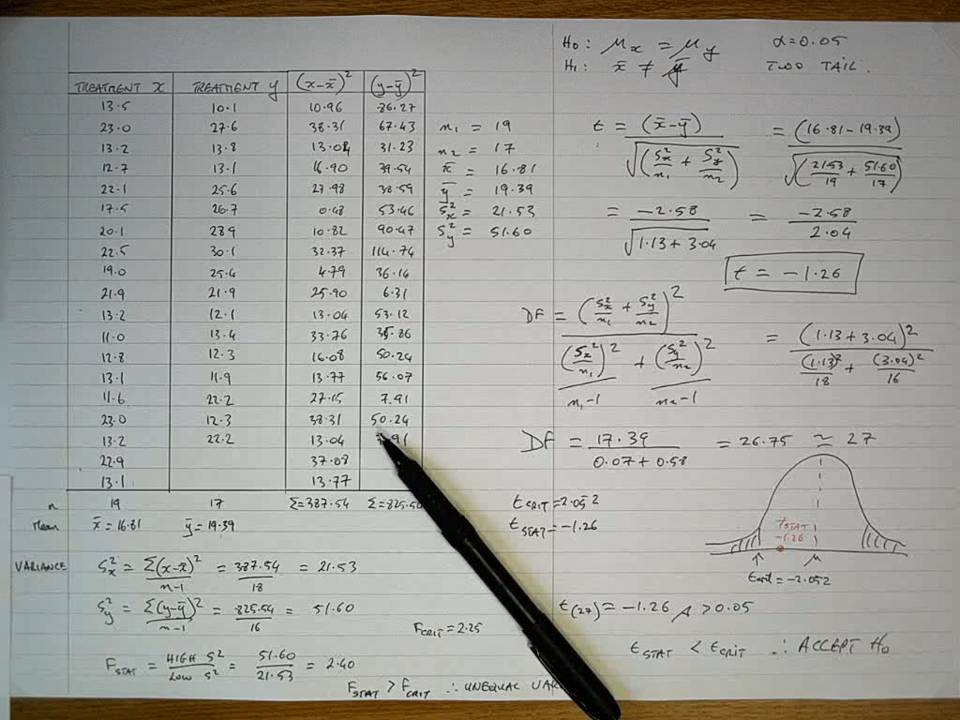 TREATMENT x TREATMENT y (x-x̄)² (y-ȳ)²
13.5 10.1 10.96 86.27
23.0 27.6 38.31 67.43
13.2 13.8 13.04 31.23
12.7 13.1 16.90 39.54
22.1 25.6 27.98 38.59
17.5 26.7 0.48 53.46
20.1 28.9 10.82 90.47
22.5 30.1 32.37 114.74
19.0 25.4 4.79 36.14
21.9 21.9 25.90 6.31
13.2 12.1 13.04 53.12
11.0 13.4 33.76 35.86
12.8 12.3 16.08 50.24
13.1 11.9 13.77 56.07
11.6 22.2 27.15 7.91
23.0 12.3 38.31 50.24
13.2 22.2 13.04
22.9 37.08
13.1 13.77
n 19 17 Σ=387.54
mean x̄=16.81 ȳ=19.39
n₁ = 19
n₂ = 17
x̄ = 16.81
ȳ = 19.39
S²x = 21.53
S²y = 51.60
VARIANCE S²x = Σ(x-x̄)²/n-1 = 387.54/18 = 21.53
S²y = Σ(y-ȳ)²/n-1 = 825.54/16 = 51.60
FCRIT=2.25
FSTAT = HIGH S²/LOW S² = 51.60/21.53 = 2.40
FSTAT > FCRIT ∴ UNEQUAL
H₀: μx = μy α=0.05
H₁: x̄ ≠ ȳ TWO TAIL.
t = (x̄-ȳ)/√(S²x/n₁ + S²y/n₂) = (16.81-19.39)/√(21.53/19 + 51.60/17)
= -2.58/√1.13+3.04 = -2.58/2.04
t = -1.26
DF = (S²x/n₁ + S²y/n₂)²/(S²x/n₁)²/n₁-1 + (S²y/n₂)²/n₂-1 = (1.13+3.04)²/(1.13)²/18 + (3.04)²/16
DF = 17.39/0.07+0.58 = 26.75 ≃ 27
tCRIT=2.052
tSTAT=-1.26
tSTAT
-1.26
μ
tcrit=-2.052
t(27)=-1.26 p>0.05
tSTAT < tCRIT ∴ ACCEPT H₀